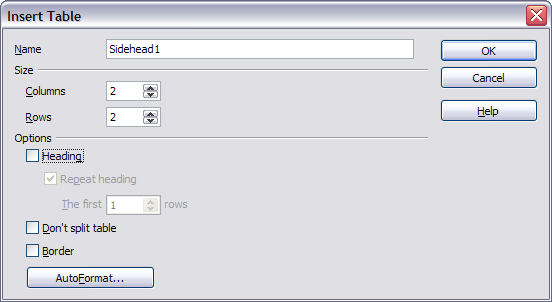 Insert Table
Name Sidehead1 OK
Size Cancel
Columns 2
Rows 2 Help
Options
Heading
Repeat heading
The first 1 rows
Don't split table
Border
AutoFormat...